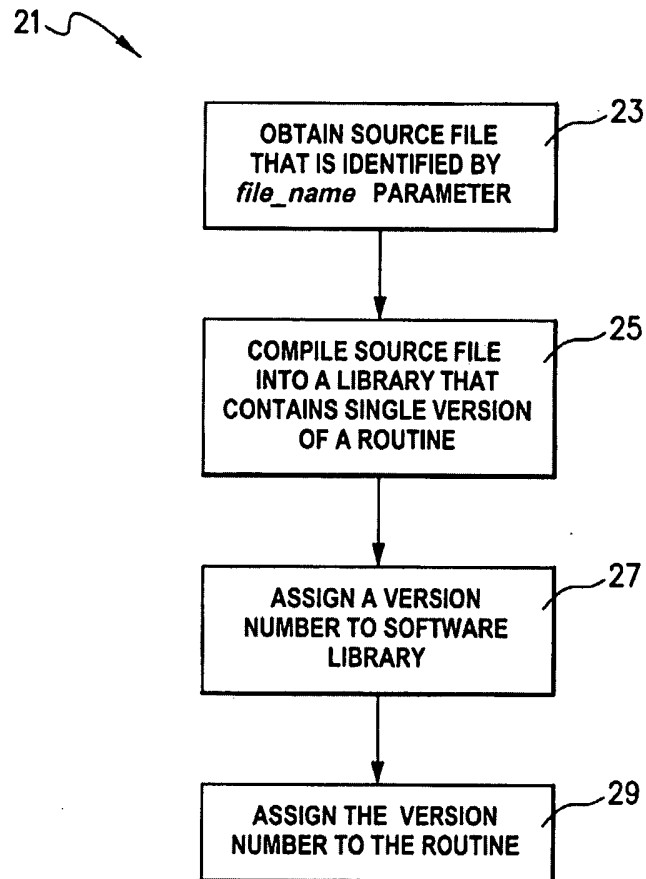 21
23
OBTAIN SOURCE FILE
THAT IS IDENTIFIED BY
file_name PARAMETER
25
COMPILE SOURCE FILE
INTO A LIBRARY THAT
CONTAINS SINGLE VERSION
OF A ROUTINE
27
ASSIGN A VERSION
NUMBER TO SOFTWARE
LIBRARY
29
ASSIGN THE VERSION
NUMBER TO THE ROUTINE